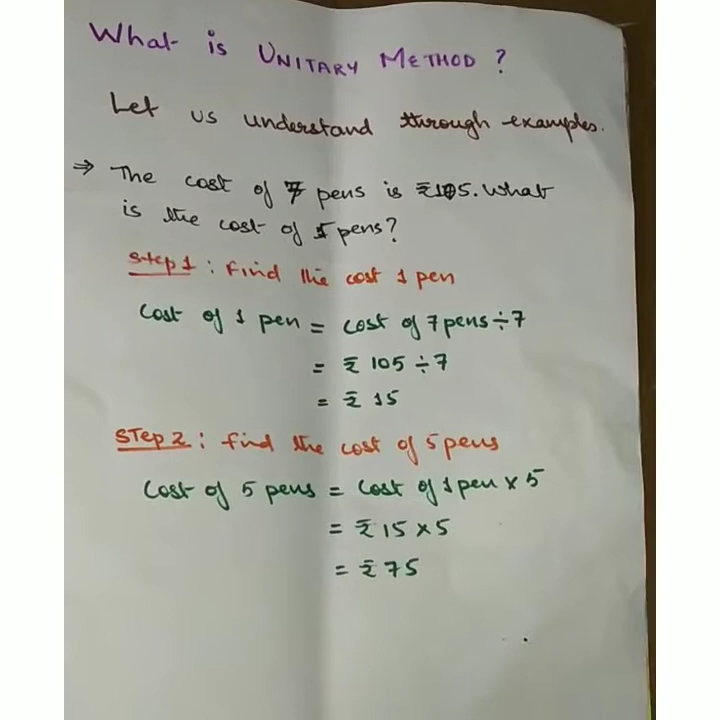 What is UNITARY METHOD ?
Let us understand through examples.
⇒ The cost of 7 pens is ₹105. What
is the cost of 5 pens?
Step 1 : Find the cost 1 pen
Cost of 1 pen = cost of 7 pens ÷ 7
= ₹ 105 ÷ 7
= ₹ 15
STep 2 : find the cost of 5 pens
Cost of 5 pens = cost of 1 pen × 5
= ₹ 15 × 5
= ₹ 75